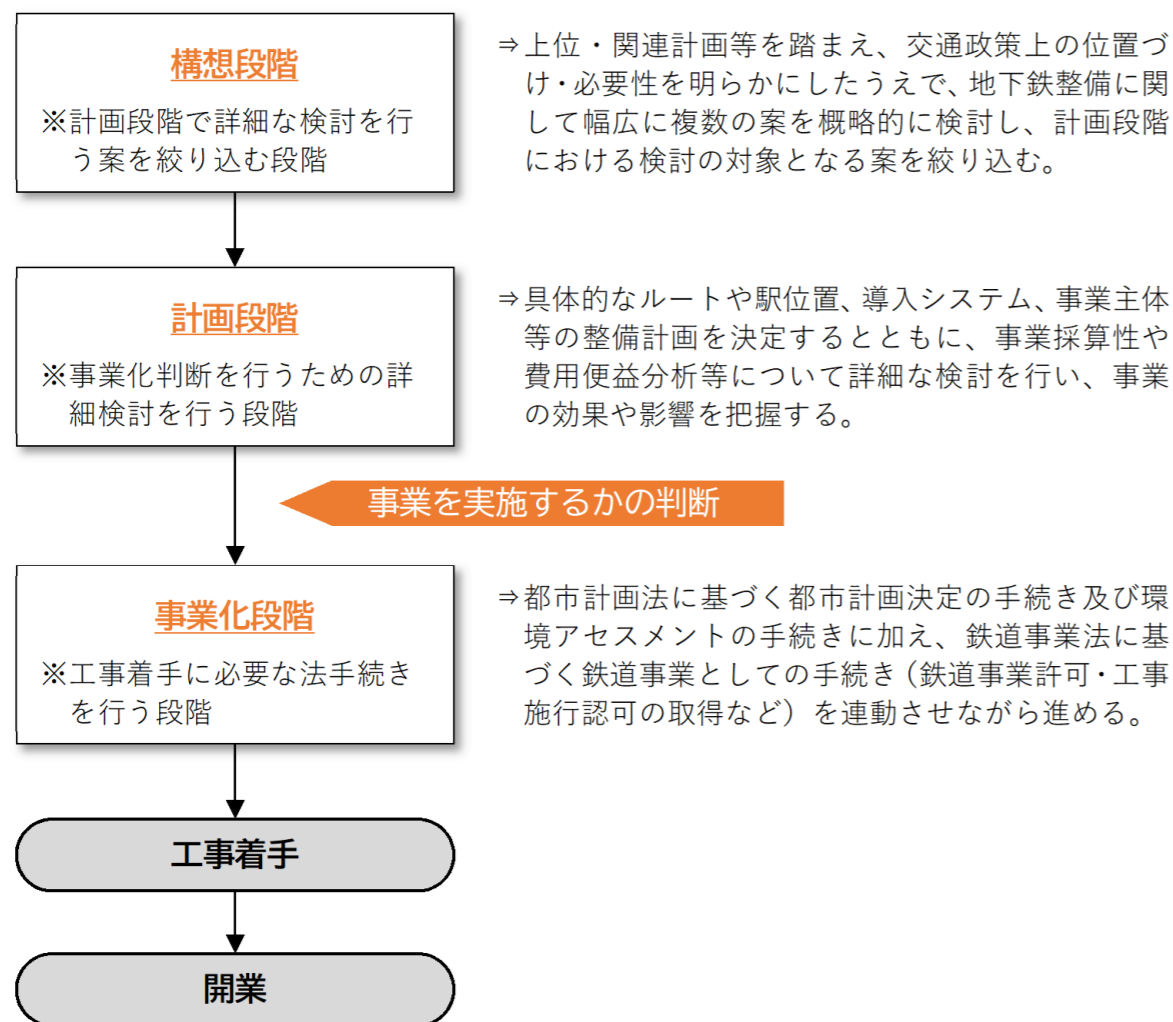 構想段階
※計画段階で詳細な検討を行
う案を絞り込む段階
⇒上位・関連計画等を踏まえ、交通政策上の位置づ
け・必要性を明らかにしたうえで、地下鉄整備に関
して幅広に複数の案を概略的に検討し、計画段階
における検討の対象となる案を絞り込む。
計画段階
※事業化判断を行うための詳
細検討を行う段階
⇒具体的なルートや駅位置、導入システム、事業主体
等の整備計画を決定するとともに、事業採算性や
費用便益分析等について詳細な検討を行い、事業
の効果や影響を把握する。
事業を実施するかの判断
事業化段階
※工事着手に必要な法手続き
を行う段階
⇒都市計画法に基づく都市計画決定の手続き及び環
境アセスメントの手続きに加え、鉄道事業法に基
づく鉄道事業としての手続き（鉄道事業許可・工事
施行認可の取得など）を連動させながら進める。
工事着手
開業